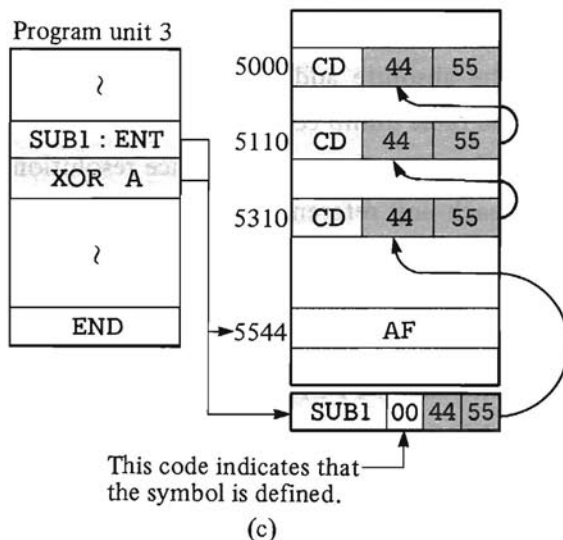 Program unit 3
~
SUB1 : ENT
XOR A
~
END
5000 CD 44 55
5110 CD 44 55
5310 CD 44 55
5544 AF
SUB1 00 44 55
This code indicates that
the symbol is defined.
(c)